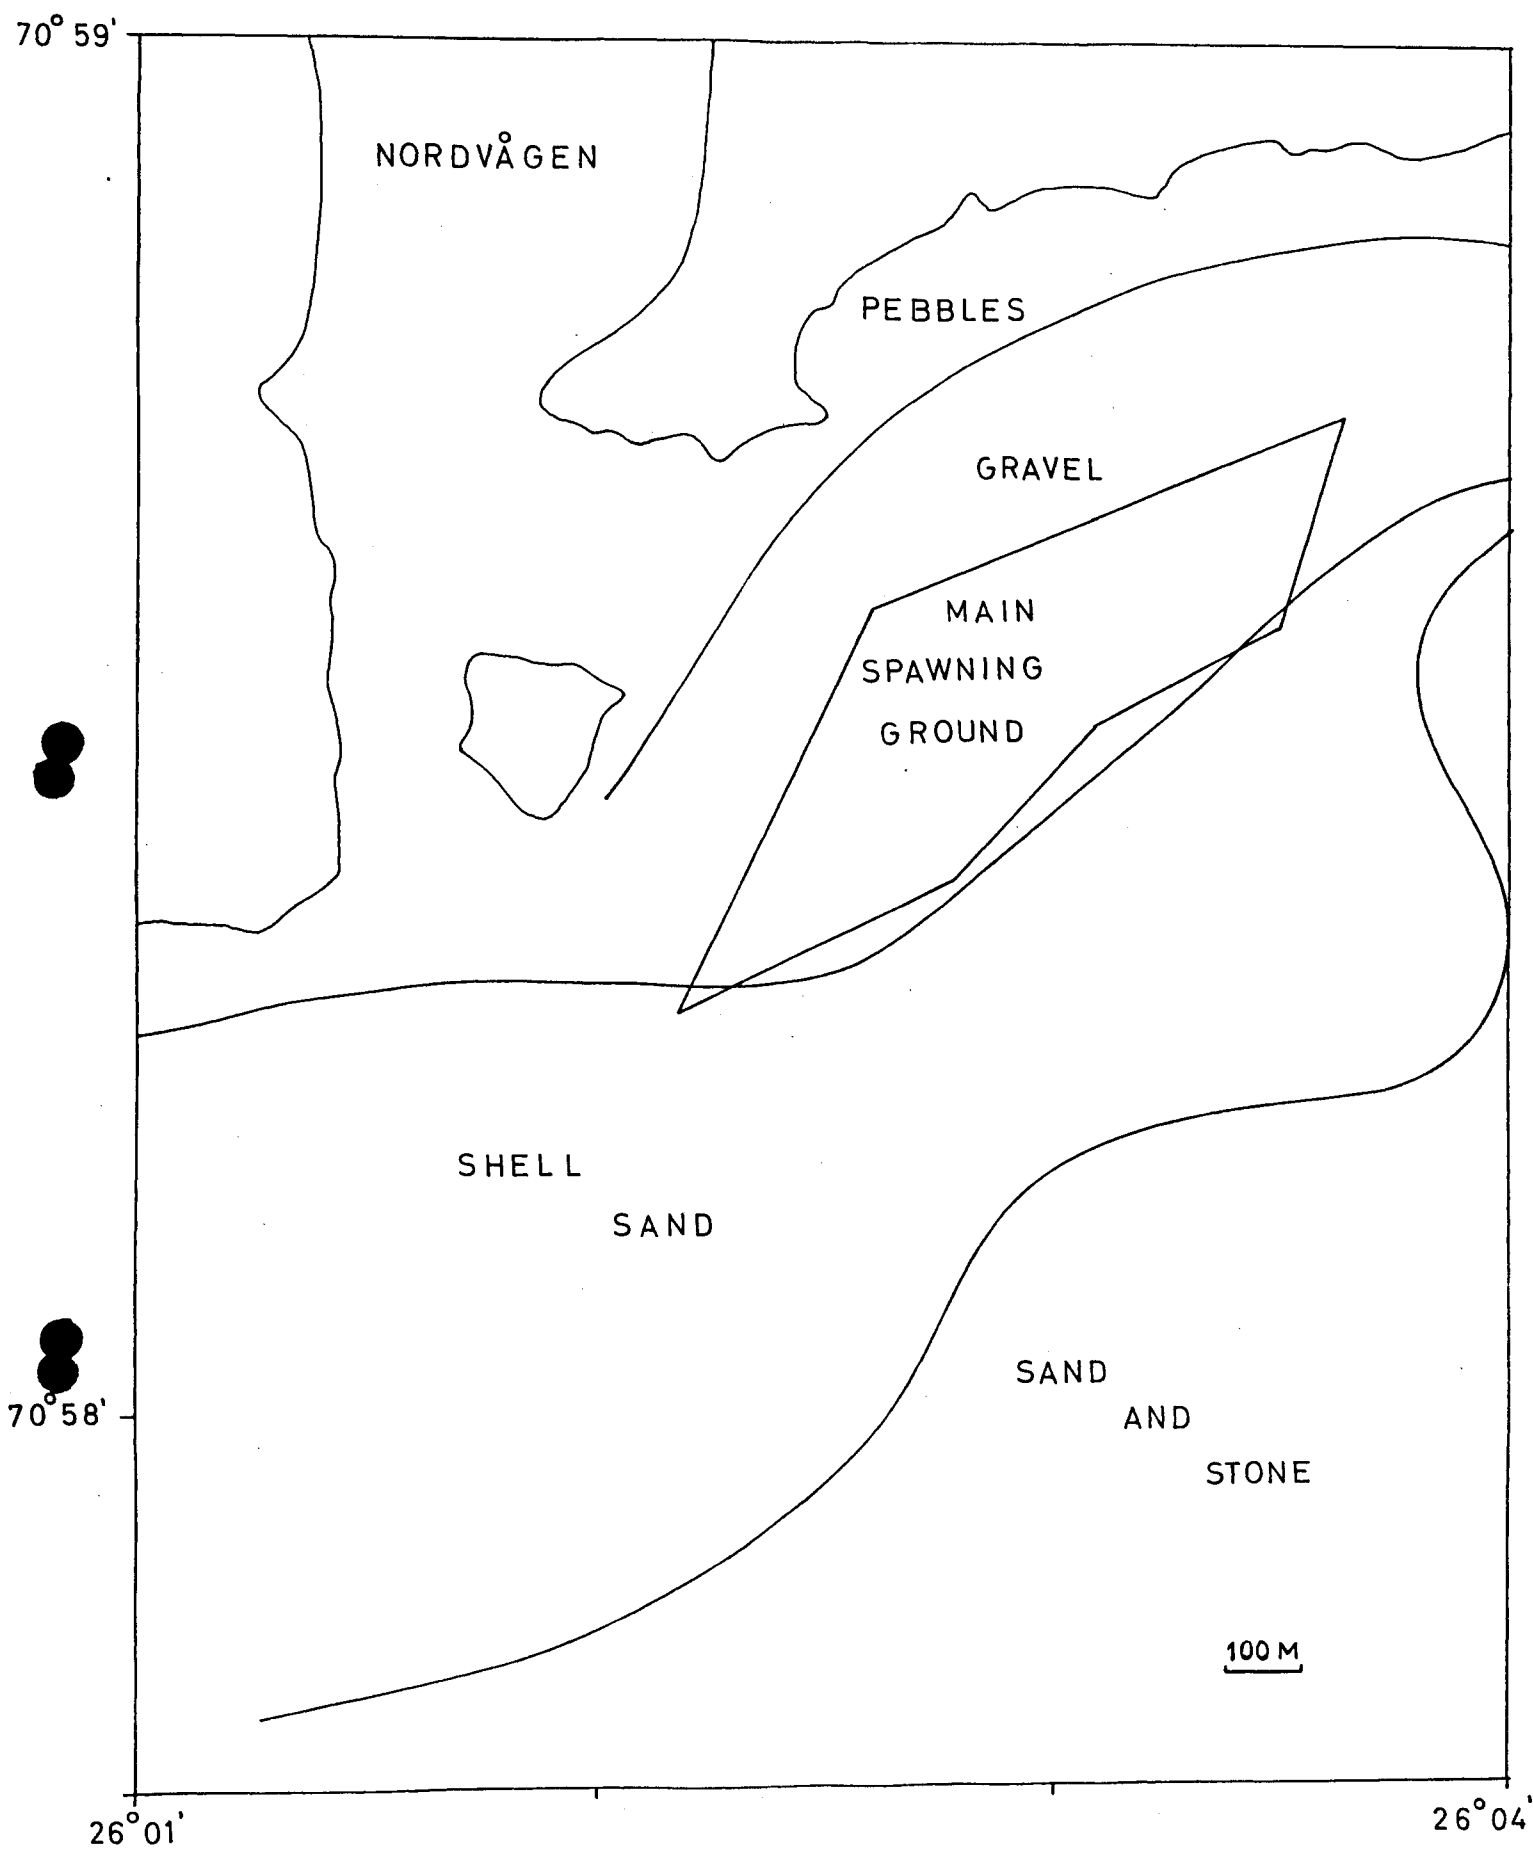 70° 59'
NORDVÅGEN
PEBBLES
GRAVEL
MAIN
SPAWNING
GROUND
SHELL
SAND
SAND
AND
STONE
70° 58'
100 M
26° 01'
26° 04'